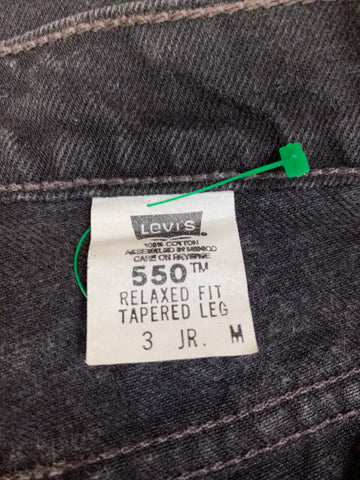 LEVI'S
100% COTTON
ASSEMBLED IN MEXICO
CARE ON REVERSE
550™
RELAXED FIT
TAPERED LEG
3 JR. M